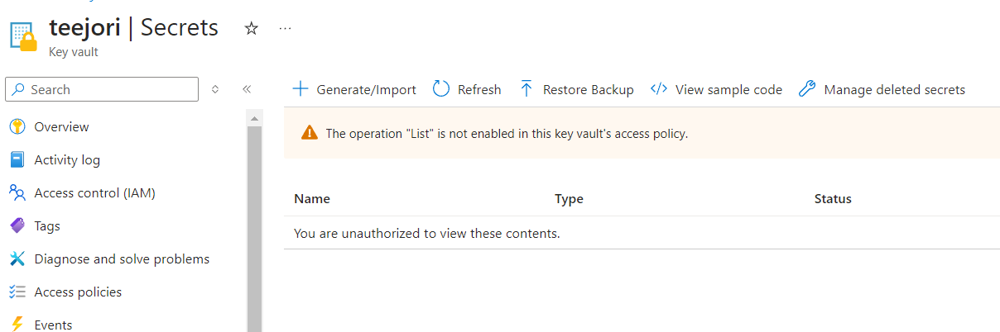 teejori | Secrets
Key vault
Search
Generate/Import Refresh Restore Backup View sample code Manage deleted secrets
The operation "List" is not enabled in this key vault's access policy.
Overview
Activity log
Access control (IAM)
Tags
Diagnose and solve problems
Access policies
Events
Name Type Status
You are unauthorized to view these contents.